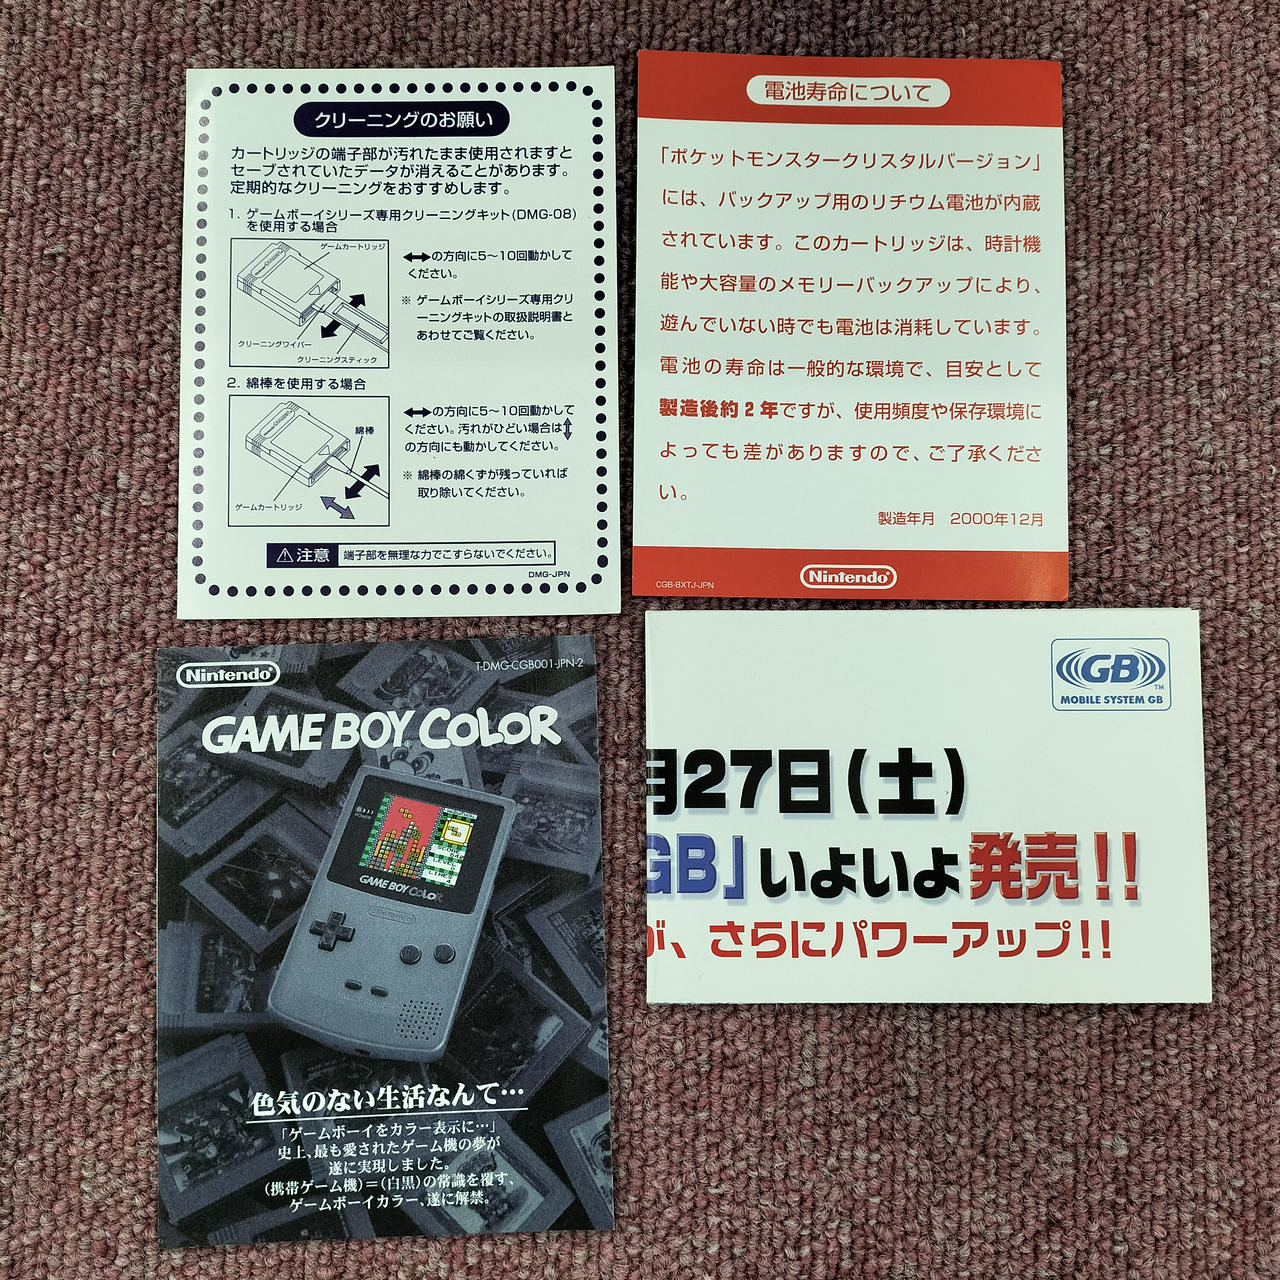 クリーニングのお願い
カートリッジの端子部が汚れたまま使用されますと
セーブされていたデータが消えることがあります。
定期的なクリーニングをおすすめします。
1. ゲームボーイシリーズ専用クリーニングキット(DMG-08)
を使用する場合
ゲームカートリッジ
クリーニングワイパー
クリーニングスティック
の方向に5〜10回動かして
ください。
※ ゲームボーイシリーズ専用クリ
ーニングキットの取扱説明書と
あわせてご覧ください。
2. 綿棒を使用する場合
綿棒
ゲームカートリッジ
の方向に5〜10回動かして
ください。汚れがひどい場合は
の方向にも動かしてください。
※ 綿棒の綿くずが残っていれば
取り除いてください。
注意 端子部を無理な力でこすらないでください。
DMG-JPN
電池寿命について
「ポケットモンスタークリスタルバージョン」
には、バックアップ用のリチウム電池が内蔵
されています。このカートリッジは、時計機
能や大容量のメモリーバックアップにより、
遊んでいない時でも電池は消耗しています。
電池の寿命は一般的な環境で、目安として
製造後約2年ですが、使用頻度や保存環境に
よっても差がありますので、ご了承くださ
い。
製造年月 2000年12月
CGB-BXTJ-JPN
Nintendo
Nintendo
T-DMG-CGB001-JPN-2
GAME BOY COLOR
POWER
GAME BOY COLOR
Nintendo
色気のない生活なんて…
「ゲームボーイをカラー表示に…」
史上、最も愛されたゲーム機の夢が
遂に実現しました。
(携帯ゲーム機)=(白黒)の常識を覆す、
ゲームボーイカラー、遂に解禁。
GB
TM
MOBILE SYSTEM GB
月27日(土)
GB」いよいよ発売!!
が、さらにパワーアップ!!